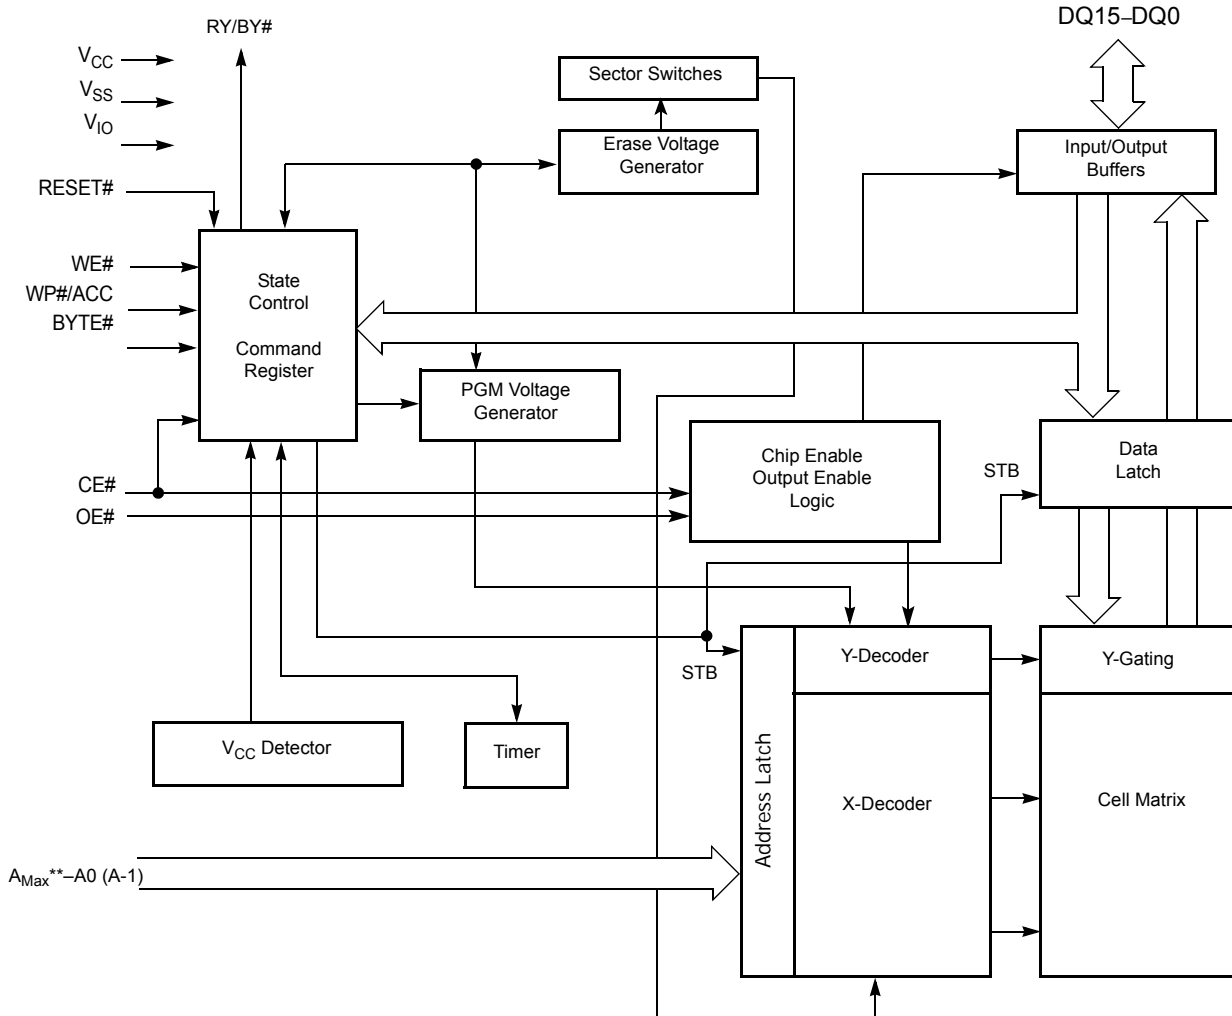 DQ15–DQ0
RY/BY#
VCC
VSS
VIO
RESET#
WE#
WP#/ACC
BYTE#
CE#
OE#
Sector Switches
Erase Voltage
Generator
Input/Output
Buffers
State
Control
Command
Register
PGM Voltage
Generator
Chip Enable
Output Enable
Logic
STB
Data
Latch
STB
Y-Decoder
Y-Gating
VCC Detector
Timer
Address Latch
X-Decoder
Cell Matrix
AMax**–A0 (A-1)